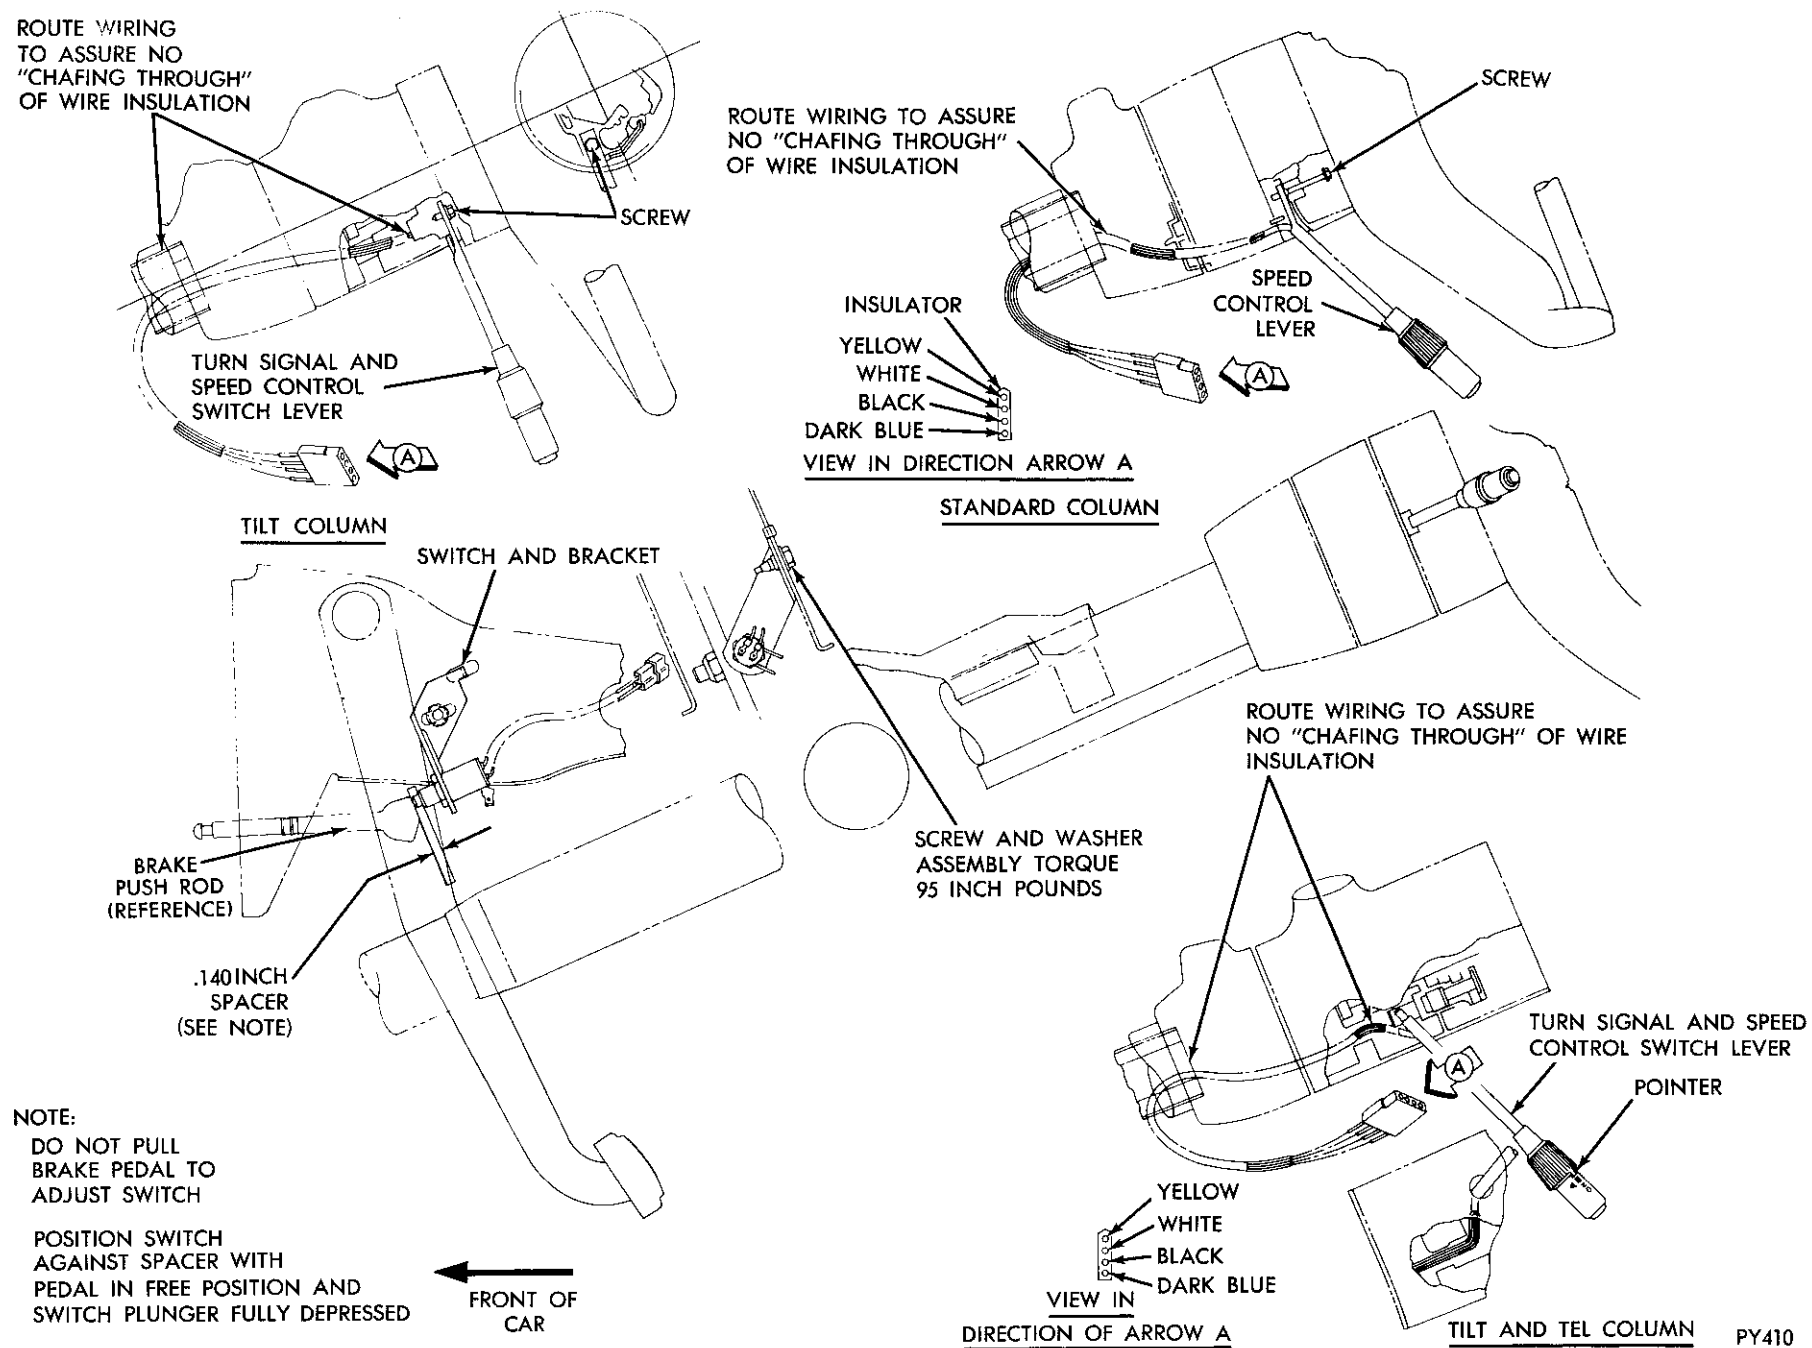 ROUTE WIRING
TO ASSURE NO
"CHAFING THROUGH"
OF WIRE INSULATION
SCREW
TURN SIGNAL AND
SPEED CONTROL
SWITCH LEVER
A
TILT COLUMN
ROUTE WIRING TO ASSURE
NO "CHAFING THROUGH"
OF WIRE INSULATION
SCREW
SPEED
CONTROL
LEVER
INSULATOR
YELLOW
WHITE
BLACK
DARK BLUE
A
VIEW IN DIRECTION ARROW A
STANDARD COLUMN
SWITCH AND BRACKET
BRAKE
PUSH ROD
(REFERENCE)
.140 INCH
SPACER
(SEE NOTE)
SCREW AND WASHER
ASSEMBLY TORQUE
95 INCH POUNDS
NOTE:
DO NOT PULL
BRAKE PEDAL TO
ADJUST SWITCH
POSITION SWITCH
AGAINST SPACER WITH
PEDAL IN FREE POSITION AND
SWITCH PLUNGER FULLY DEPRESSED
FRONT OF
CAR
ROUTE WIRING TO ASSURE
NO "CHAFING THROUGH" OF WIRE
INSULATION
TURN SIGNAL AND SPEED
CONTROL SWITCH LEVER
A
POINTER
YELLOW
WHITE
BLACK
DARK BLUE
VIEW IN
DIRECTION OF ARROW A
TILT AND TEL COLUMN
PY410